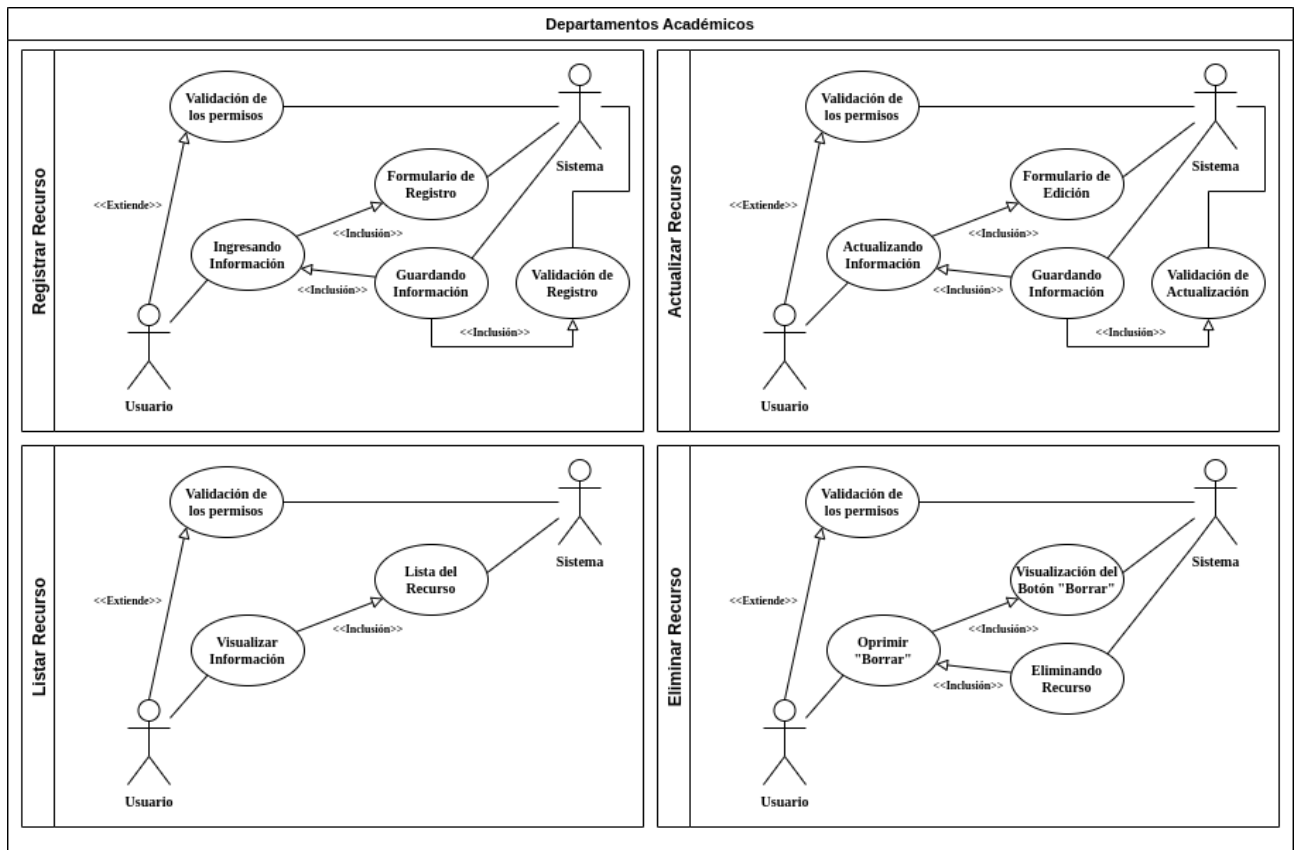 Departamentos Académicos
Registrar Recurso
Validación de
los permisos
Sistema
Formulario de
Registro
<<Extiende>>
<<Inclusión>>
Ingresando
Información
Guardando
Información
Validación de
Registro
<<Inclusión>>
<<Inclusión>>
Usuario
Actualizar Recurso
Validación de
los permisos
Sistema
Formulario de
Edición
<<Extiende>>
<<Inclusión>>
Actualizando
Información
Guardando
Información
Validación de
Actualización
<<Inclusión>>
<<Inclusión>>
Usuario
Listar Recurso
Validación de
los permisos
Sistema
Lista del
Recurso
<<Extiende>>
<<Inclusión>>
Visualizar
Información
Usuario
Eliminar Recurso
Validación de
los permisos
Sistema
Visualización del
Botón "Borrar"
<<Extiende>>
<<Inclusión>>
Oprimir
"Borrar"
Eliminando
Recurso
<<Inclusión>>
Usuario